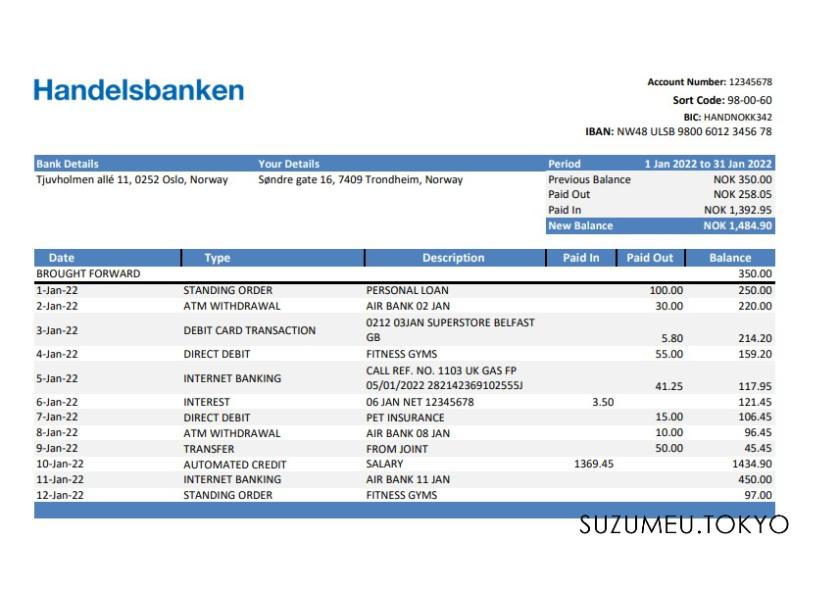 Handelsbanken
Account Number: 12345678
Sort Code: 98-00-60
BIC: HANDNOKK342
IBAN: NW48 ULSB 9800 6012 3456 78
Bank Details Your Details Period 1 Jan 2022 to 31 Jan 2022
Tjuvholmen allé 11, 0252 Oslo, Norway Søndre gate 16, 7409 Trondheim, Norway Previous Balance NOK 350.00
Paid Out NOK 258.05
Paid In NOK 1,392.95
New Balance NOK 1,484.90
Date Type Description Paid In Paid Out Balance
BROUGHT FORWARD 350.00
1-Jan-22 STANDING ORDER PERSONAL LOAN 100.00 250.00
2-Jan-22 ATM WITHDRAWAL AIR BANK 02 JAN 30.00 220.00
3-Jan-22 DEBIT CARD TRANSACTION 0212 03JAN SUPERSTORE BELFAST
GB 5.80 214.20
4-Jan-22 DIRECT DEBIT FITNESS GYMS 55.00 159.20
5-Jan-22 INTERNET BANKING CALL REF. NO. 1103 UK GAS FP
05/01/2022 282142369102555J 41.25 117.95
6-Jan-22 INTEREST 06 JAN NET 12345678 3.50 121.45
7-Jan-22 DIRECT DEBIT PET INSURANCE 15.00 106.45
8-Jan-22 ATM WITHDRAWAL AIR BANK 08 JAN 10.00 96.45
9-Jan-22 TRANSFER FROM JOINT 50.00 45.45
10-Jan-22 AUTOMATED CREDIT SALARY 1369.45 1434.90
11-Jan-22 INTERNET BANKING AIR BANK 11 JAN 450.00
12-Jan-22 STANDING ORDER FITNESS GYMS 97.00
SUZUMEU.TOKYO